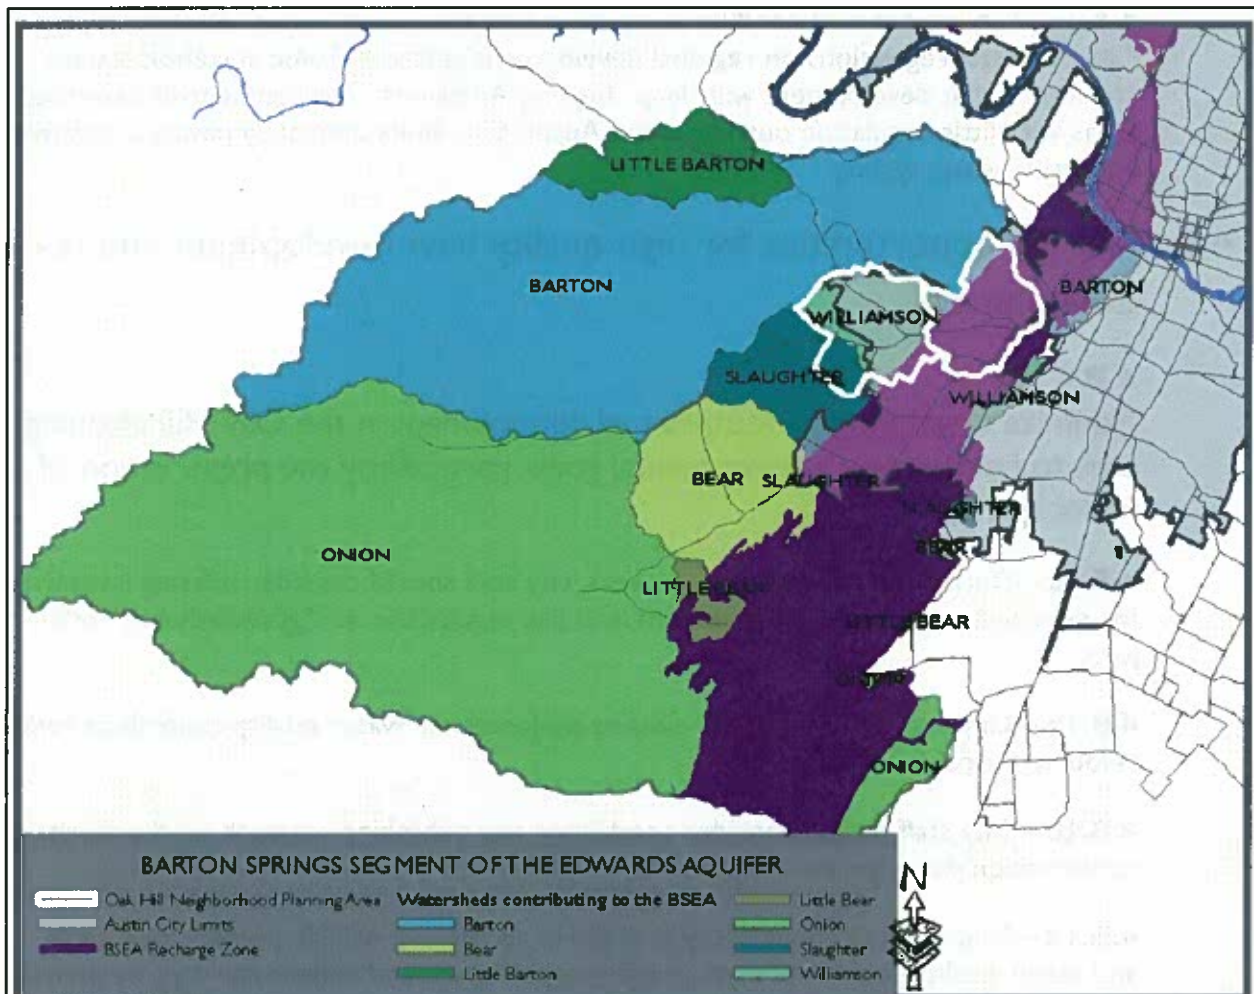 LITTLE BARTON
BARTON
BARTON
WILLIAMSON
SLAUGHTER
WILLIAMSON
BEAR
SLAUGHTER
SLAUGHTER
BEAR
ONION
LITTLE BEAR
LITTLE BEAR
ONION
ONION
BARTON SPRINGS SEGMENT OF THE EDWARDS AQUIFER
Oak Hill Neighborhood Planning Area
Austin City Limits
BSEA Recharge Zone
Watersheds contributing to the BSEA
Barton
Bear
Little Barton
Little Bear
Onion
Slaughter
Williamson
N